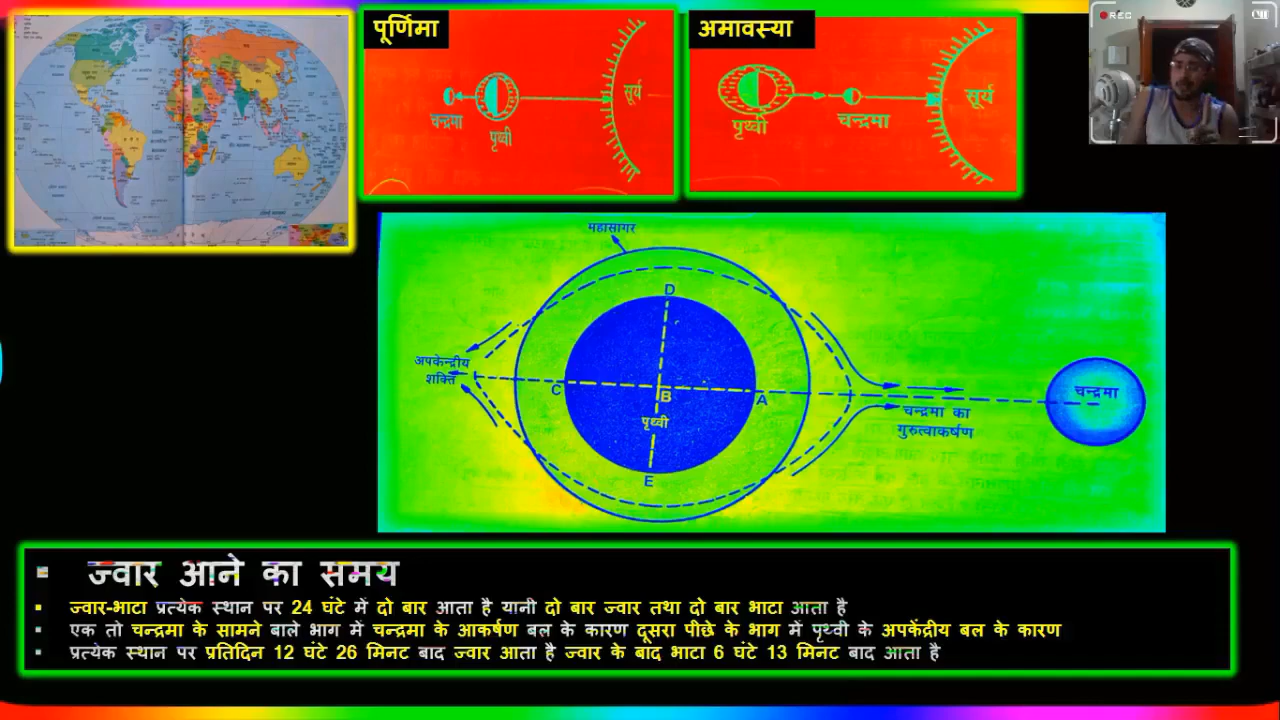 पूर्णिमा
चन्द्रमा
पृथ्वी
सूर्य
अमावस्या
पृथ्वी
चन्द्रमा
सूर्य
REC
महासागर
D
अपकेन्द्रीय
शक्ति
C
B
A
पृथ्वी
E
चन्द्रमा का
गुरुत्वाकर्षण
चन्द्रमा
ज्वार आने का समय
ज्वार-भाटा प्रत्येक स्थान पर 24 घंटे में दो बार आता है यानी दो बार ज्वार तथा दो बार भाटा आता है
एक तो चन्द्रमा के सामने बाले भाग में चन्द्रमा के आकर्षण बल के कारण दूसरा पीछे के भाग में पृथ्वी के अपकेंद्रीय बल के कारण
प्रत्येक स्थान पर प्रतिदिन 12 घंटे 26 मिनट बाद ज्वार आता है ज्वार के बाद भाटा 6 घंटे 13 मिनट बाद आता है